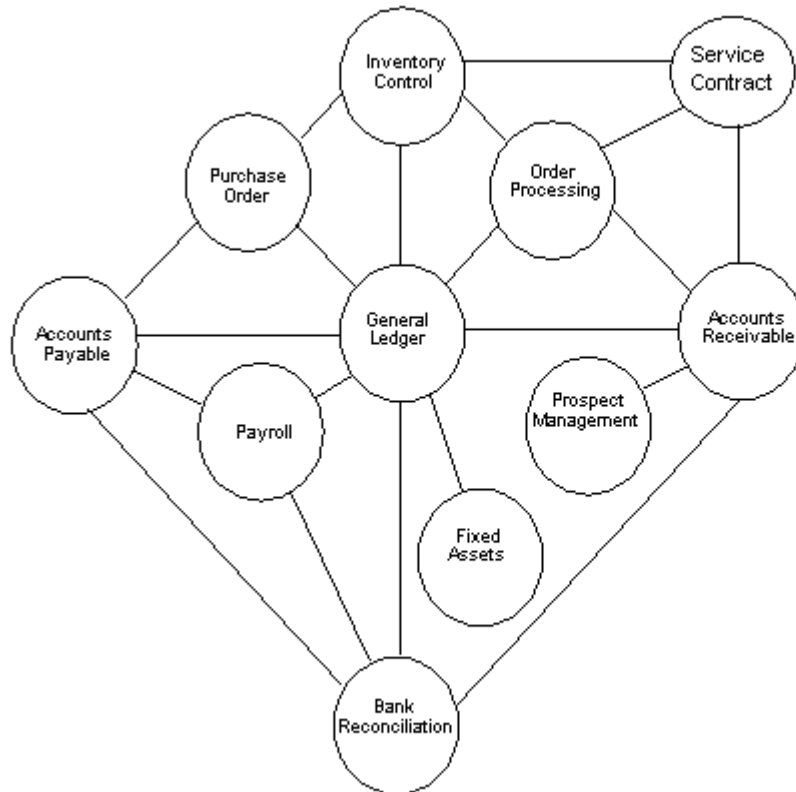 Inventory
Control
Service
Contract
Purchase
Order
Order
Processing
Accounts
Payable
General
Ledger
Accounts
Receivable
Payroll
Prospect
Management
Fixed
Assets
Bank
Reconciliation